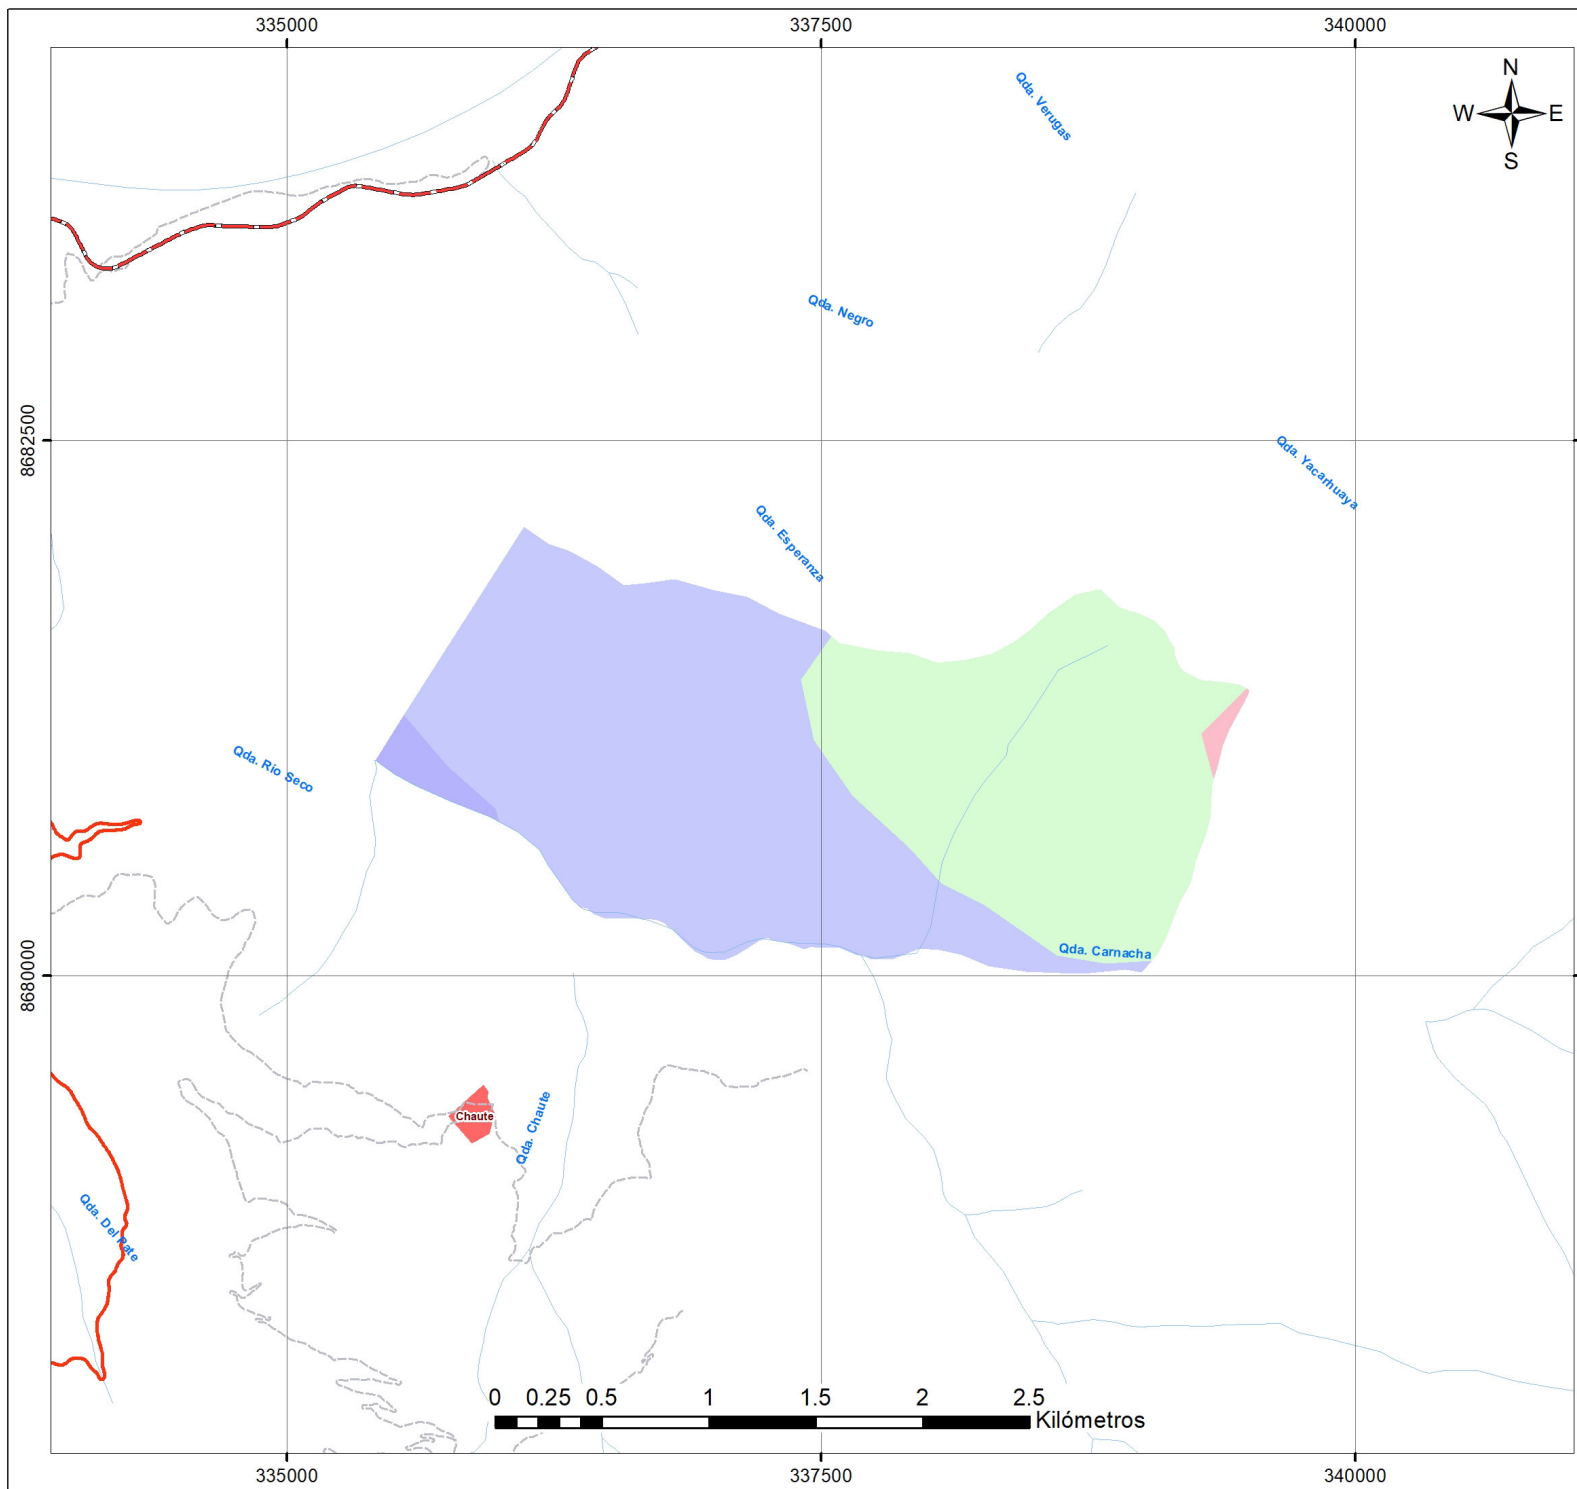 335000
337500
340000
Qda. Verugas
N
W
E
S
Qda. Negro
8682500
Qda. Yacarhuaya
Qda. Esperanza
Qda. Rio Seco
Qda. Carnacha
8680000
Chaute
Qda. Chaute
Qda. Del Pate
0 0.25 0.5 1 1.5 2 2.5
Kilómetros
335000
337500
340000